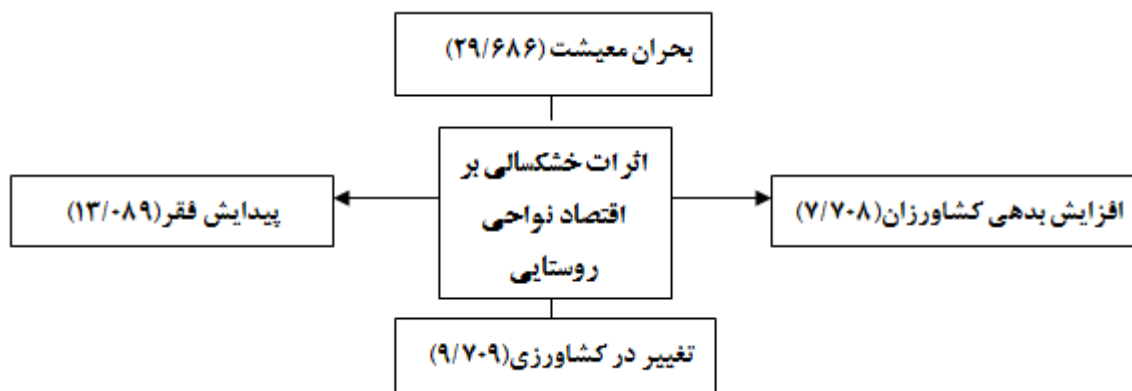 بحران معیشت (۲۹/۶۸۶)
اثرات خشکسالی بر
اقتصاد نواحی
روستایی
افزایش بدهی کشاورزان(۷/۷۰۸)
پیدایش فقر(۱۳/۰۸۹)
تغییر در کشاورزی(۹/۷۰۹)